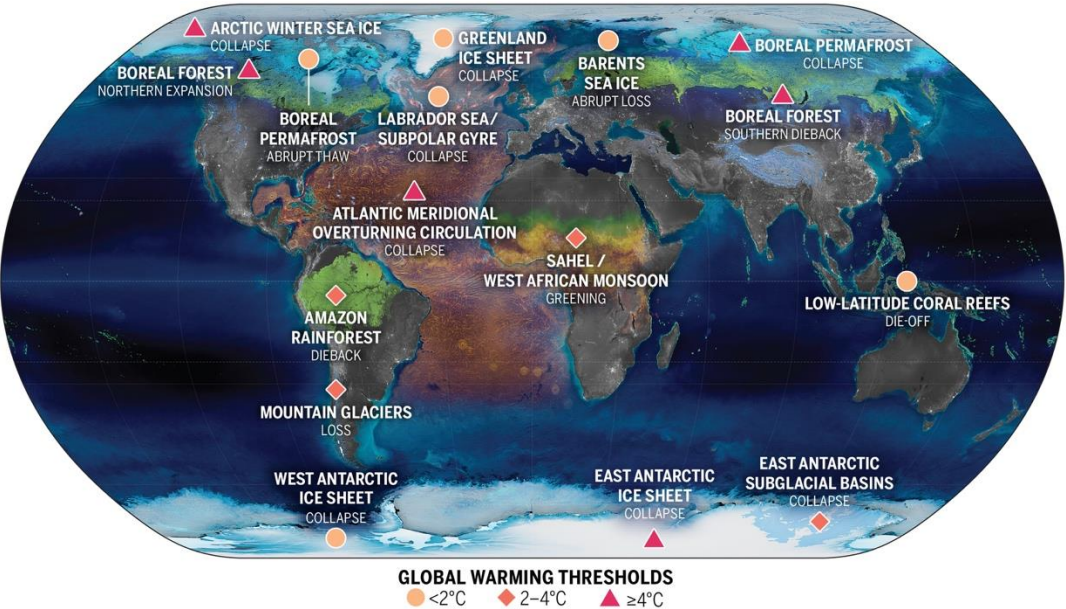 ARCTIC WINTER SEA ICE
COLLAPSE
GREENLAND
ICE SHEET
COLLAPSE
BARENTS
SEA ICE
ABRUPT LOSS
BOREAL PERMAFROST
COLLAPSE
BOREAL FOREST
NORTHERN EXPANSION
BOREAL
PERMAFROST
ABRUPT THAW
LABRADOR SEA/
SUBPOLAR GYRE
COLLAPSE
BOREAL FOREST
SOUTHERN DIEBACK
ATLANTIC MERIDIONAL
OVERTURNING CIRCULATION
COLLAPSE
SAHEL /
WEST AFRICAN MONSOON
GREENING
LOW-LATITUDE CORAL REEFS
DIE-OFF
AMAZON
RAINFOREST
DIEBACK
MOUNTAIN GLACIERS
LOSS
WEST ANTARCTIC
ICE SHEET
COLLAPSE
EAST ANTARCTIC
ICE SHEET
COLLAPSE
EAST ANTARCTIC
SUBGLACIAL BASINS
COLLAPSE
GLOBAL WARMING THRESHOLDS
<2°C 2–4°C ≥4°C